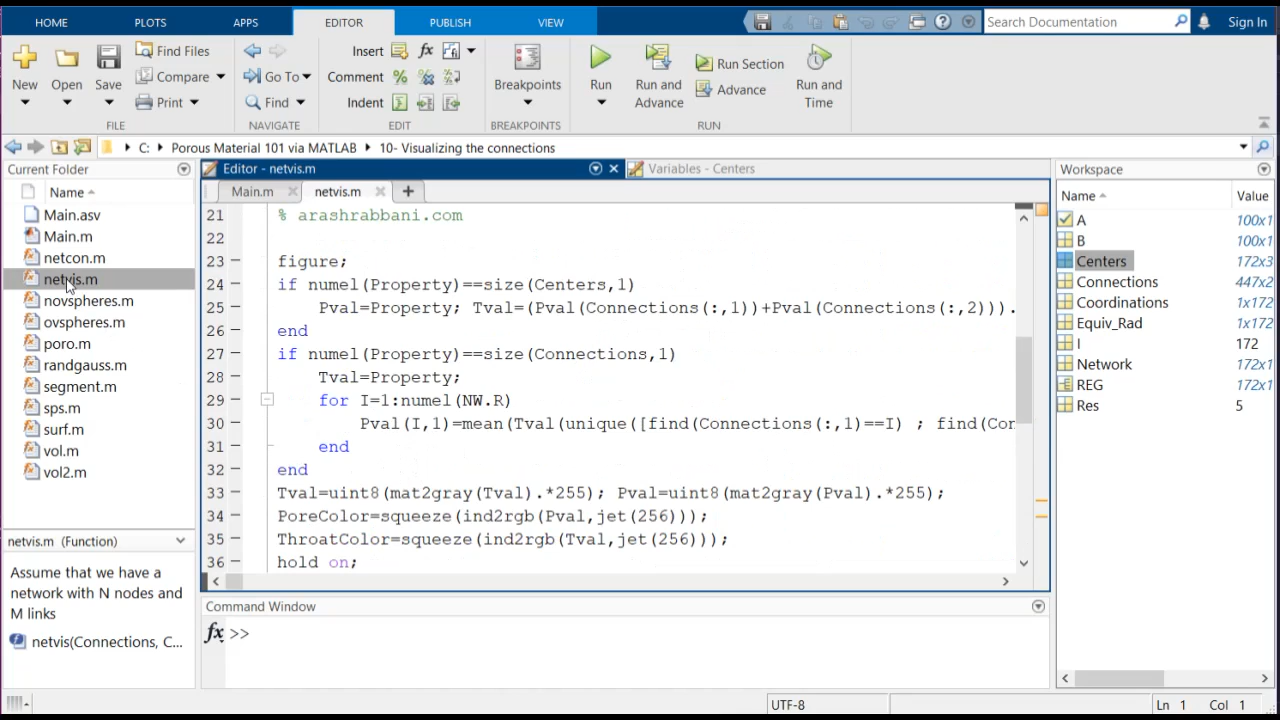 HOME PLOTS APPS EDITOR PUBLISH VIEW Search Documentation Sign In
New Open Save Find Files Compare Print FILE
Go To Find NAVIGATE
Insert fx Comment % Indent EDIT
Breakpoints BREAKPOINTS
Run Run and Advance Run Section Advance Run and Time RUN
C: Porous Material 101 via MATLAB 10- Visualizing the connections
Current Folder
Name
Main.asv
Main.m
netcon.m
netvis.m
novspheres.m
ovspheres.m
poro.m
randgauss.m
segment.m
sps.m
surf.m
vol.m
vol2.m
netvis.m (Function)
Assume that we have a
network with N nodes and
M links
netvis(Connections, C...
Editor - netvis.m Variables - Centers
Main.m netvis.m +
21 % arashrabbani.com
22
23 – figure;
24 – if numel(Property)==size(Centers,1)
25 – Pval=Property; Tval=(Pval(Connections(:,1))+Pval(Connections(:,2))).
26 – end
27 – if numel(Property)==size(Connections,1)
28 – Tval=Property;
29 – for I=1:numel(NW.R)
30 – Pval(I,1)=mean(Tval(unique([find(Connections(:,1)==I) ; find(Con
31 – end
32 – end
33 – Tval=uint8(mat2gray(Tval).*255); Pval=uint8(mat2gray(Pval).*255);
34 – PoreColor=squeeze(ind2rgb(Pval,jet(256)));
35 – ThroatColor=squeeze(ind2rgb(Tval,jet(256)));
36 – hold on;
Command Window
fx >>
Workspace
Name Value
A 100x1
B 100x1
Centers 172x3
Connections 447x2
Coordinations 1x172
Equiv_Rad 1x172
I 172
Network 172x1
REG 172x1
Res 5
UTF-8 Ln 1 Col 1